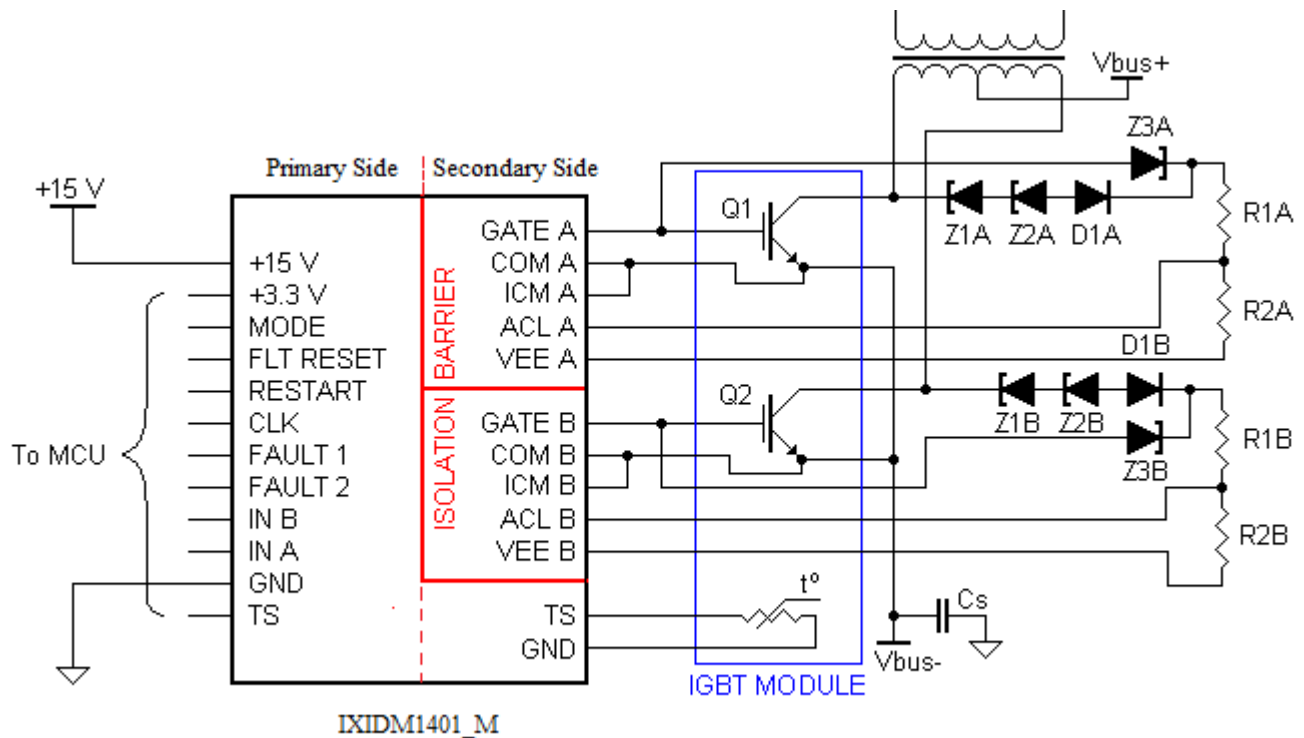 Vbus+
Z3A
Primary Side
Secondary Side
+15 V
Q1
Z1A
Z2A
D1A
R1A
GATE A
COM A
ICM A
ACL A
VEE A
BARRIER
+15 V
+3.3 V
MODE
FLT RESET
RESTART
CLK
FAULT 1
FAULT 2
IN B
IN A
GND
TS
To MCU
R2A
D1B
Q2
ISOLATION
GATE B
COM B
ICM B
ACL B
VEE B
Z1B
Z2B
Z3B
R1B
R2B
TS
GND
tº
Cs
Vbus-
IGBT MODULE
IXIDM1401_M